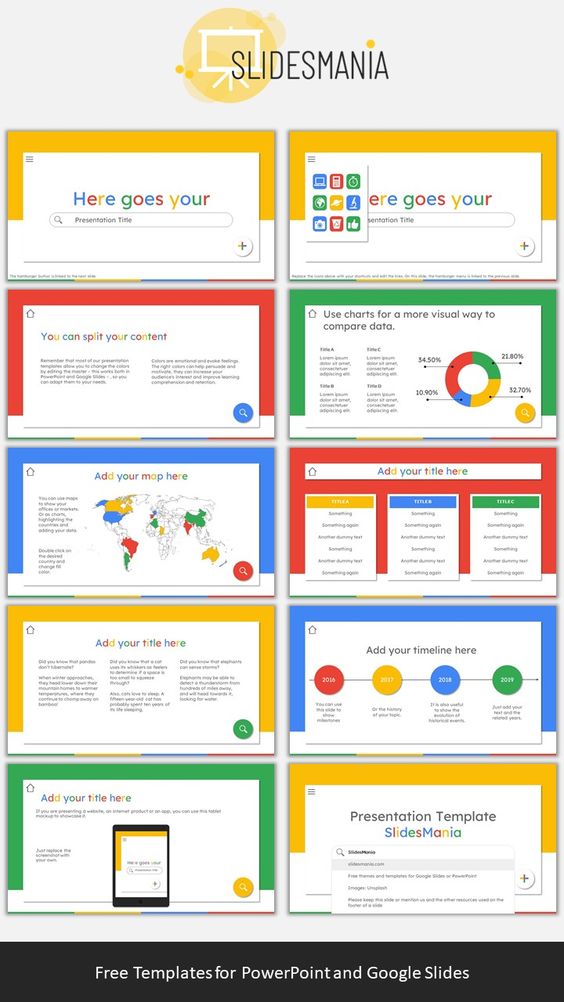 SLIDESMANIA
Here goes your
Presentation Title
The hamburger button is linked to the next slide.
ere goes your
esentation Title
Replace the icons above with your shortcuts and edit the links. On this slide, the hamburger menu is linked to the previous slide.
You can split your content
Remember that most of our presentation
templates allow you to change the colors
by editing the master – this works both in
PowerPoint and Google Slides – , so you
can adapt them to your needs.
Colors are emotional and evoke feelings.
The right colors can help persuade and
motivate, they can increase your
audience's interest and improve learning
comprehension and retention.
Use charts for a more visual way to
compare data.
Title A
Lorem ipsum
dolor sit amet,
consectetuer
adipiscing elit.
Title C
Lorem ipsum
dolor sit amet,
consectetuer
adipiscing elit.
Title B
Lorem ipsum
dolor sit amet,
consectetuer
adipiscing elit.
Title D
Lorem ipsum
dolor sit amet,
consectetuer
adipiscing elit.
34.50%
21.80%
10.90%
32.70%
Add your map here
You can use maps
to show your
offices or markets.
Or as charts,
highlighting the
countries and
adding your data.
Double click on
the desired
country and
change fill
color.
Add your title here
TITLE A
Something
Something again
Another dummy text
Something
Something again
TITLE B
Something
Something again
Another dummy text
Something
Something again
TITLE C
Something
Something again
Another dummy text
Something
Something again
Add your title here
Did you know that pandas
don't hibernate?
When winter approaches,
they head lower down their
mountain homes to warmer
temperatures, where they
continue to chomp away on
bamboo!
Did you know that a cat
uses its whiskers as feelers
to determine if a space is
too small to squeeze
through?
Also, cats love to sleep. A
fifteen-year-old cat has
probably spent ten years of
its life sleeping.
Did you know that elephants
can sense storms?
Elephants may be able to
detect a thunderstorm from
hundreds of miles away,
and will head towards it,
looking for water.
Add your timeline here
2016
2017
2018
2019
You can use
this slide to
show
milestones
Or the history
of your topic.
It is also useful
to show the
evolution of
historical events.
Just add your
text and the
related years.
Add your title here
If you are presenting a website, an internet product or an app, you can use this tablet
mockup to showcase it.
Just replace the
screenshot with
your own.
Here goes your
Presentation Title
Presentation Template
SlidesMania
SlidesMania
slidesmania.com
Free themes and templates for Google Slides or PowerPoint
Images: Unsplash
Please keep this slide or mention us and the other resources used on the
footer of a slide
Free Templates for PowerPoint and Google Slides